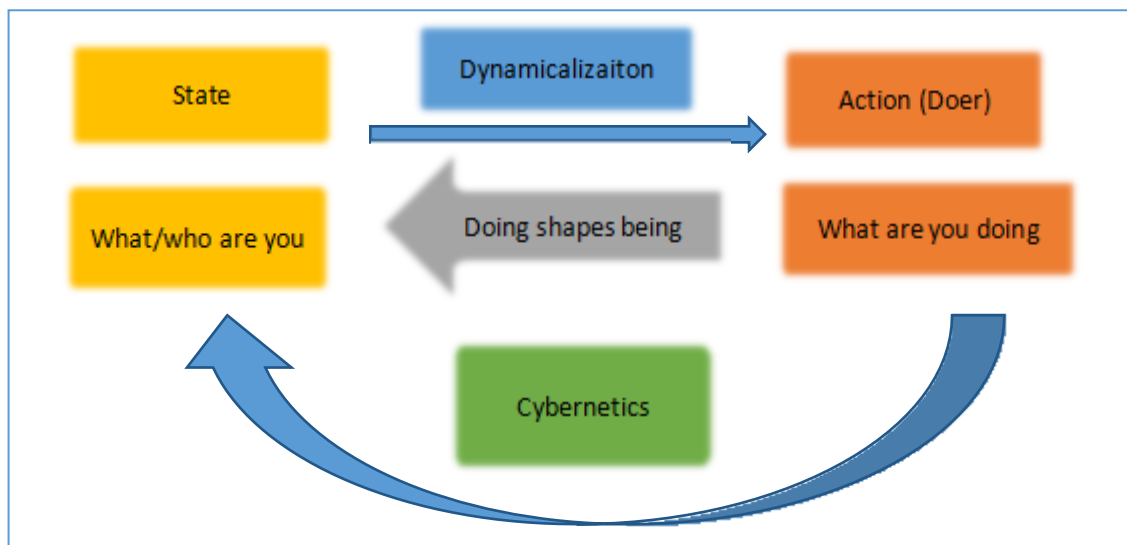 State
Dynamicalizaiton
Action (Doer)
What/who are you
Doing shapes being
What are you doing
Cybernetics